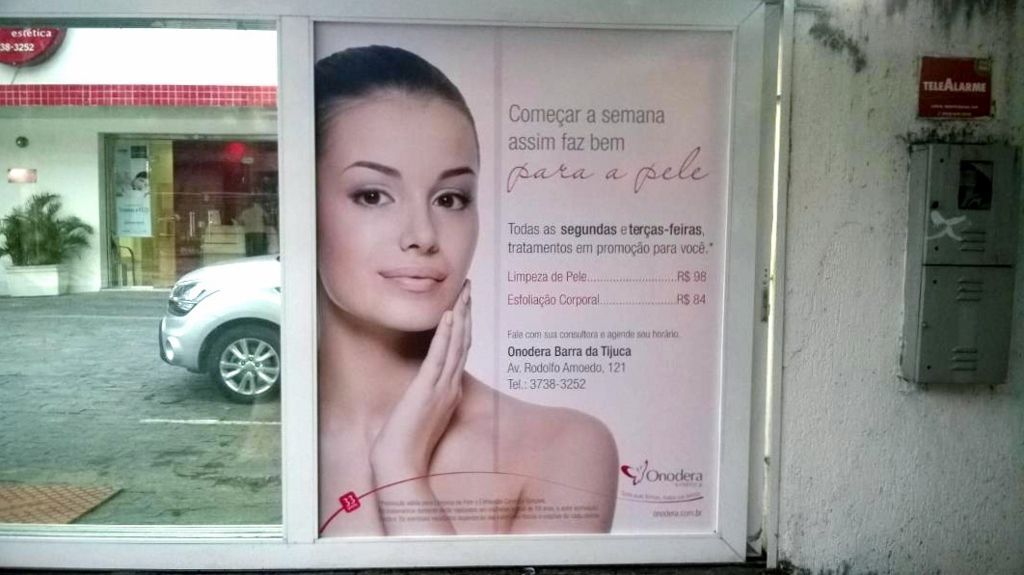 estética
38-3252
Começar a semana
assim faz bem
para a pele
Todas as segundas e terças-feiras,
tratamentos em promoção para você.*
Limpeza de Pele..............................R$ 98
Esfoliação Corporal.........................R$ 84
Fale com sua consultora e agende seu horário.
Onodera Barra da Tijuca
Av. Rodolfo Amoedo, 121
Tel.: 3738-3252
Onodera
estética
onodera.com.br
TELEALARME